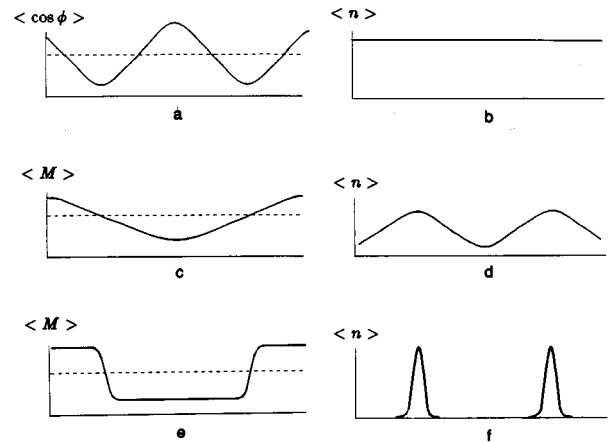 < cos ϕ >
< n >
a
b
< M >
< n >
c
d
< M >
< n >
e
f